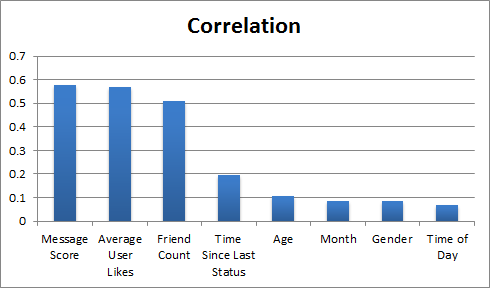 Correlation
0.7
0.6
0.5
0.4
0.3
0.2
0.1
0
Message
Score
Average
User
Likes
Friend
Count
Time
Since Last
Status
Age
Month
Gender
Time of
Day